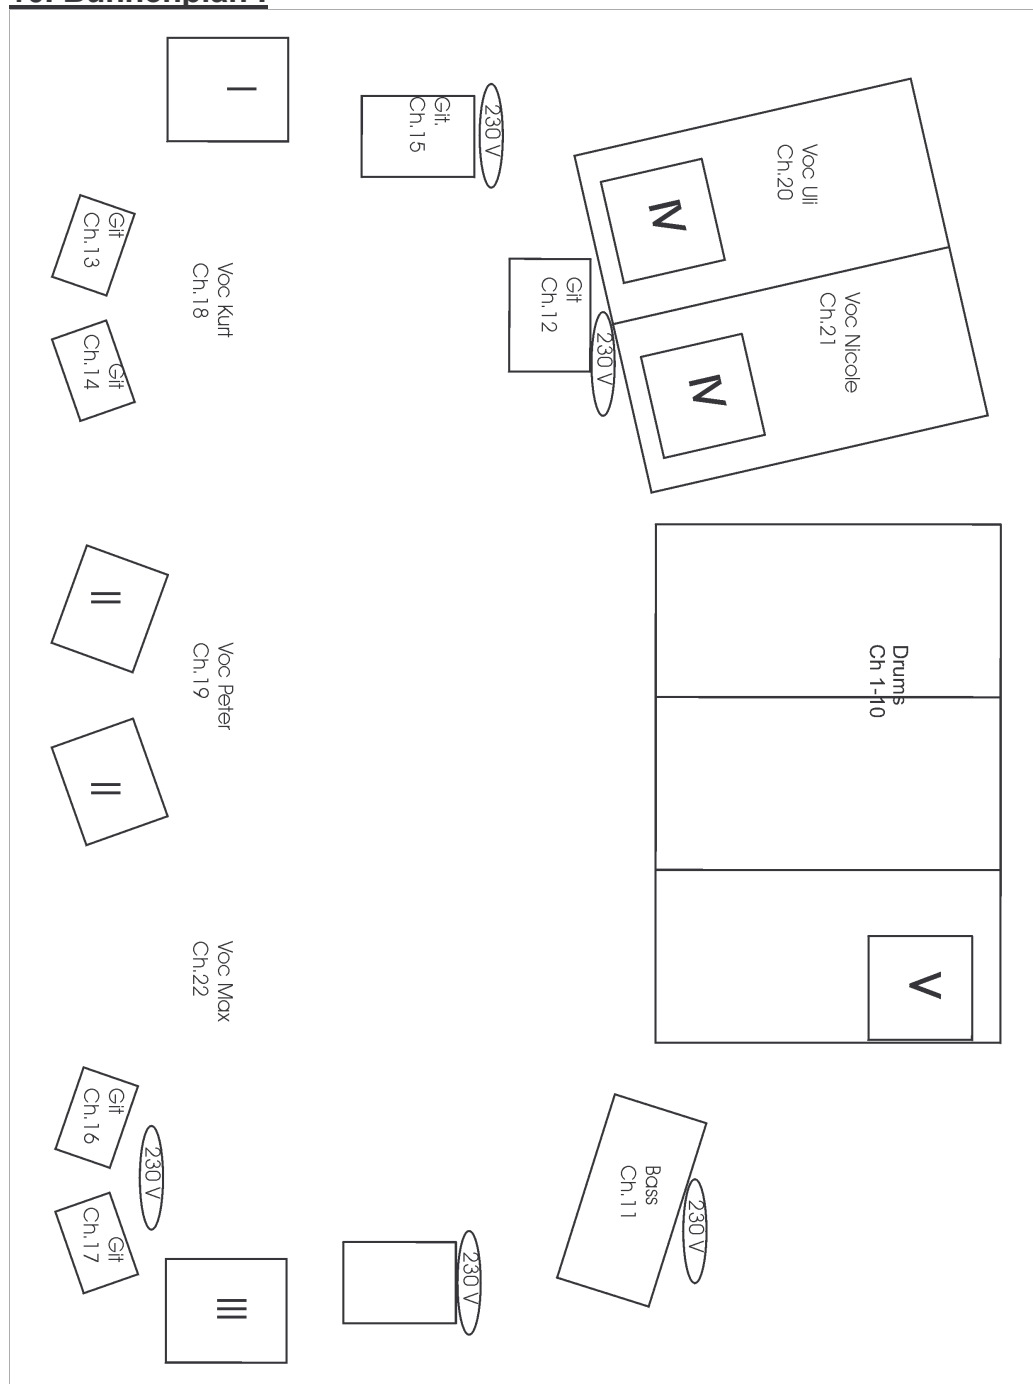 I
Git.
Ch.15
230 V
Voc Uli
Ch.20
IV
Git
Ch.13
Voc Kurt
Ch.18
Git
Ch.12
230 V
Voc Nicole
Ch.21
IV
Git
Ch.14
II
Voc Peter
Ch.19
Drums
Ch 1-10
II
Voc Max
Ch.22
V
Git
Ch.16
230 V
Bass
Ch.11
230 V
Git
Ch.17
III
230 V